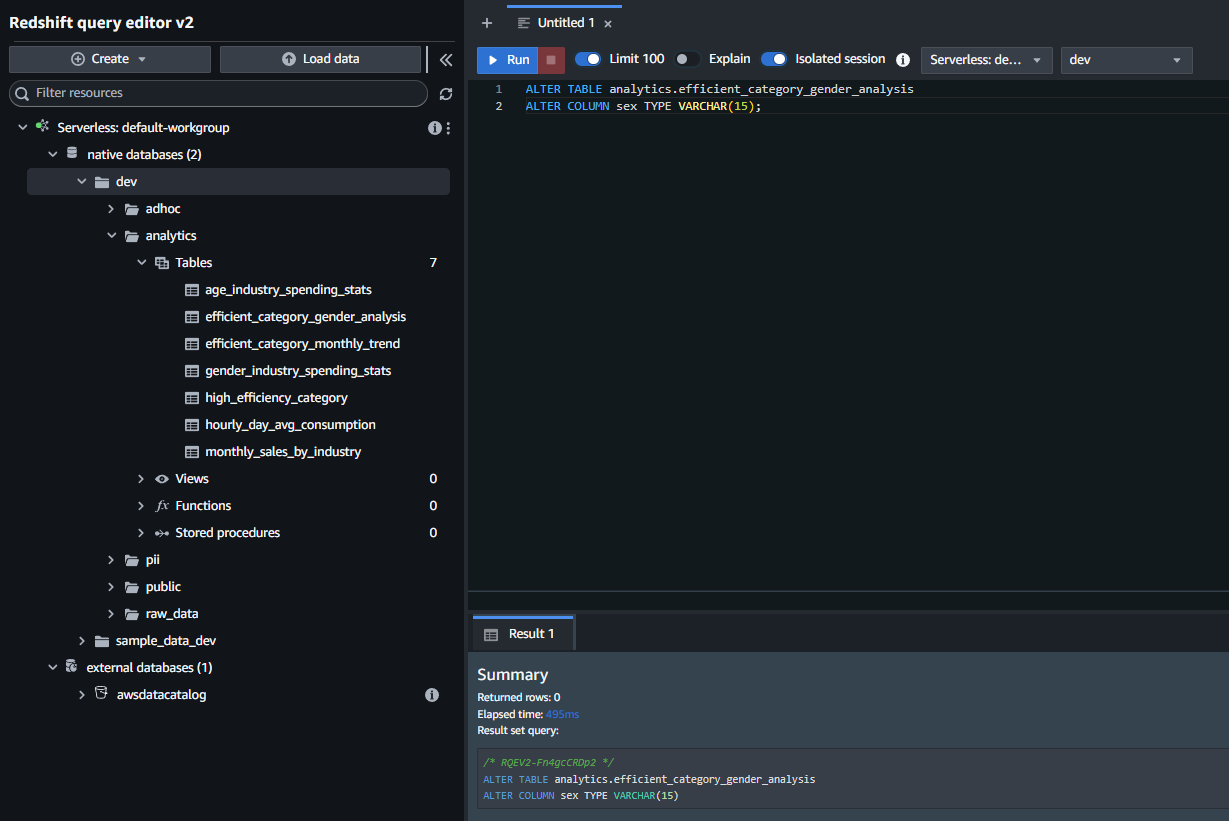 Redshift query editor v2
Create
Load data
Filter resources
Serverless: default-workgroup
native databases (2)
dev
adhoc
analytics
Tables 7
age_industry_spending_stats
efficient_category_gender_analysis
efficient_category_monthly_trend
gender_industry_spending_stats
high_efficiency_category
hourly_day_avg_consumption
monthly_sales_by_industry
Views 0
fx Functions 0
Stored procedures 0
pii
public
raw_data
sample_data_dev
external databases (1)
awsdatacatalog
Untitled 1
Run Limit 100 Explain Isolated session Serverless: de... dev
1 ALTER TABLE analytics.efficient_category_gender_analysis
2 ALTER COLUMN sex TYPE VARCHAR(15);
Result 1
Summary
Returned rows: 0
Elapsed time: 495ms
Result set query:
/* RQEV2-Fn4gcCRDp2 */
ALTER TABLE analytics.efficient_category_gender_analysis
ALTER COLUMN sex TYPE VARCHAR(15)